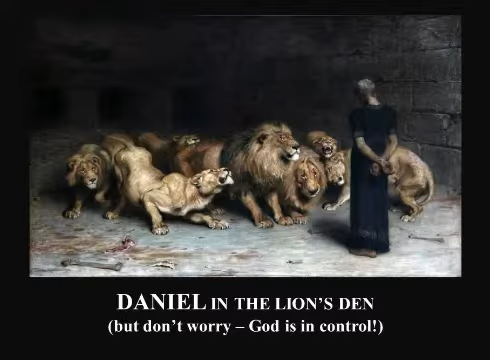 DANIEL IN THE LION’S DEN
(but don’t worry – God is in control!)